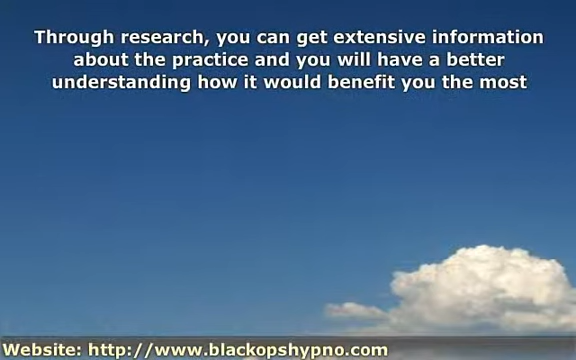 Through research, you can get extensive information
about the practice and you will have a better
understanding how it would benefit you the most
Website: http://www.blackopshypno.com